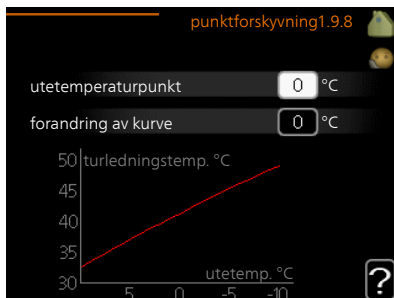 punktforskyvning1.9.8
utetemperaturpunkt 0 °C
forandring av kurve 0 °C
50 turledningstemp. °C
45
40
35
30
utetemp. °C
5 0 -5 -10
?